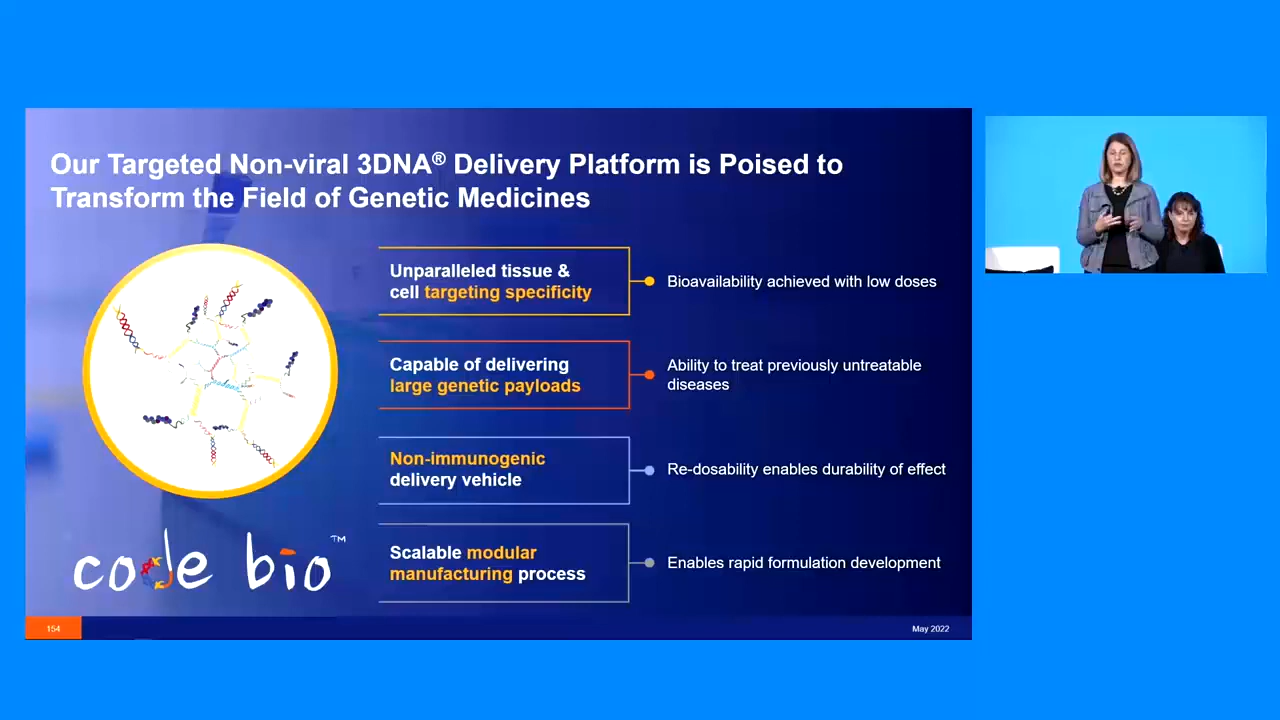 Our Targeted Non-viral 3DNA® Delivery Platform is Poised to
Transform the Field of Genetic Medicines
Unparalleled tissue &
cell targeting specificity
Bioavailability achieved with low doses
Capable of delivering
large genetic payloads
Ability to treat previously untreatable
diseases
Non-immunogenic
delivery vehicle
Re-dosability enables durability of effect
Scalable modular
manufacturing process
Enables rapid formulation development
code bio™
154
May 2022